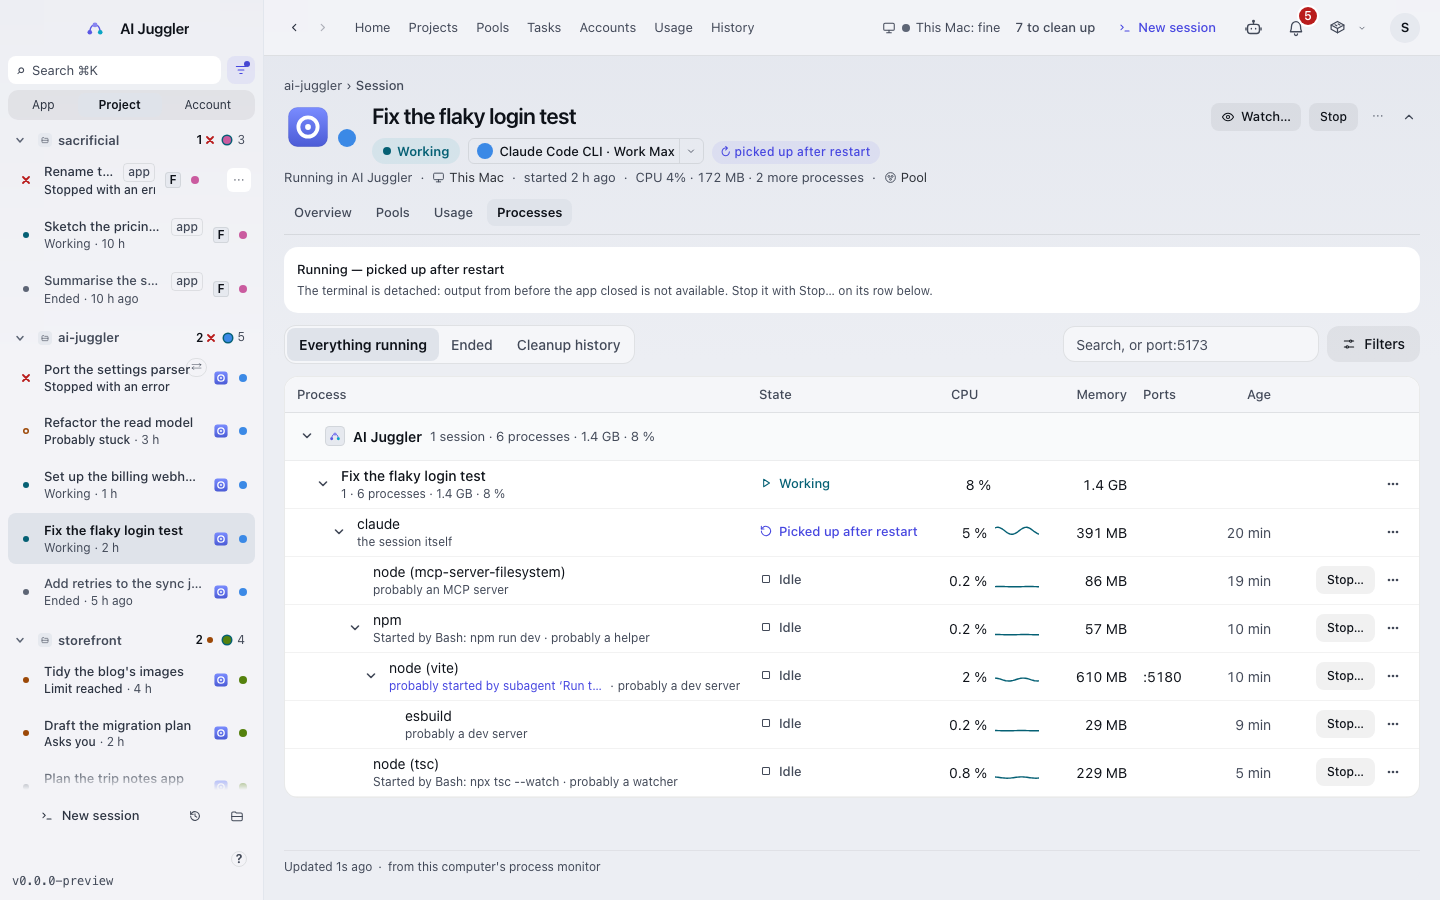 AI Juggler
Search ⌘K
App Project Account
sacrificial 1 3
Rename t... app F
Stopped with an err
Sketch the pricin... app F
Working · 10 h
Summarise the s... app F
Ended · 10 h ago
ai-juggler 2 5
Port the settings parser
Stopped with an error
Refactor the read model
Probably stuck · 3 h
Set up the billing webh...
Working · 1 h
Fix the flaky login test
Working · 2 h
Add retries to the sync j...
Ended · 5 h ago
storefront 2 4
Tidy the blog's images
Limit reached · 4 h
Draft the migration plan
Asks you · 2 h
Plan the trip notes app
New session
?
v0.0.0-preview
Home Projects Pools Tasks Accounts Usage History
This Mac: fine 7 to clean up New session 5 S
ai-juggler › Session
Fix the flaky login test
Watch... Stop ...
Working Claude Code CLI · Work Max picked up after restart
Running in AI Juggler · This Mac · started 2 h ago · CPU 4% · 172 MB · 2 more processes · Pool
Overview Pools Usage Processes
Running — picked up after restart
The terminal is detached: output from before the app closed is not available. Stop it with Stop... on its row below.
Everything running Ended Cleanup history
Search, or port:5173 Filters
Process State CPU Memory Ports Age
AI Juggler 1 session · 6 processes · 1.4 GB · 8 %
Fix the flaky login test Working 8 % 1.4 GB
1 · 6 processes · 1.4 GB · 8 %
claude Picked up after restart 5 % 391 MB 20 min
the session itself
node (mcp-server-filesystem) Idle 0.2 % 86 MB 19 min Stop...
probably an MCP server
npm Idle 0.2 % 57 MB 10 min Stop...
Started by Bash: npm run dev · probably a helper
node (vite) Idle 2 % 610 MB :5180 10 min Stop...
probably started by subagent ‘Run t... · probably a dev server
esbuild Idle 0.2 % 29 MB 9 min Stop...
probably a dev server
node (tsc) Idle 0.8 % 229 MB 5 min Stop...
Started by Bash: npx tsc --watch · probably a watcher
Updated 1s ago · from this computer's process monitor